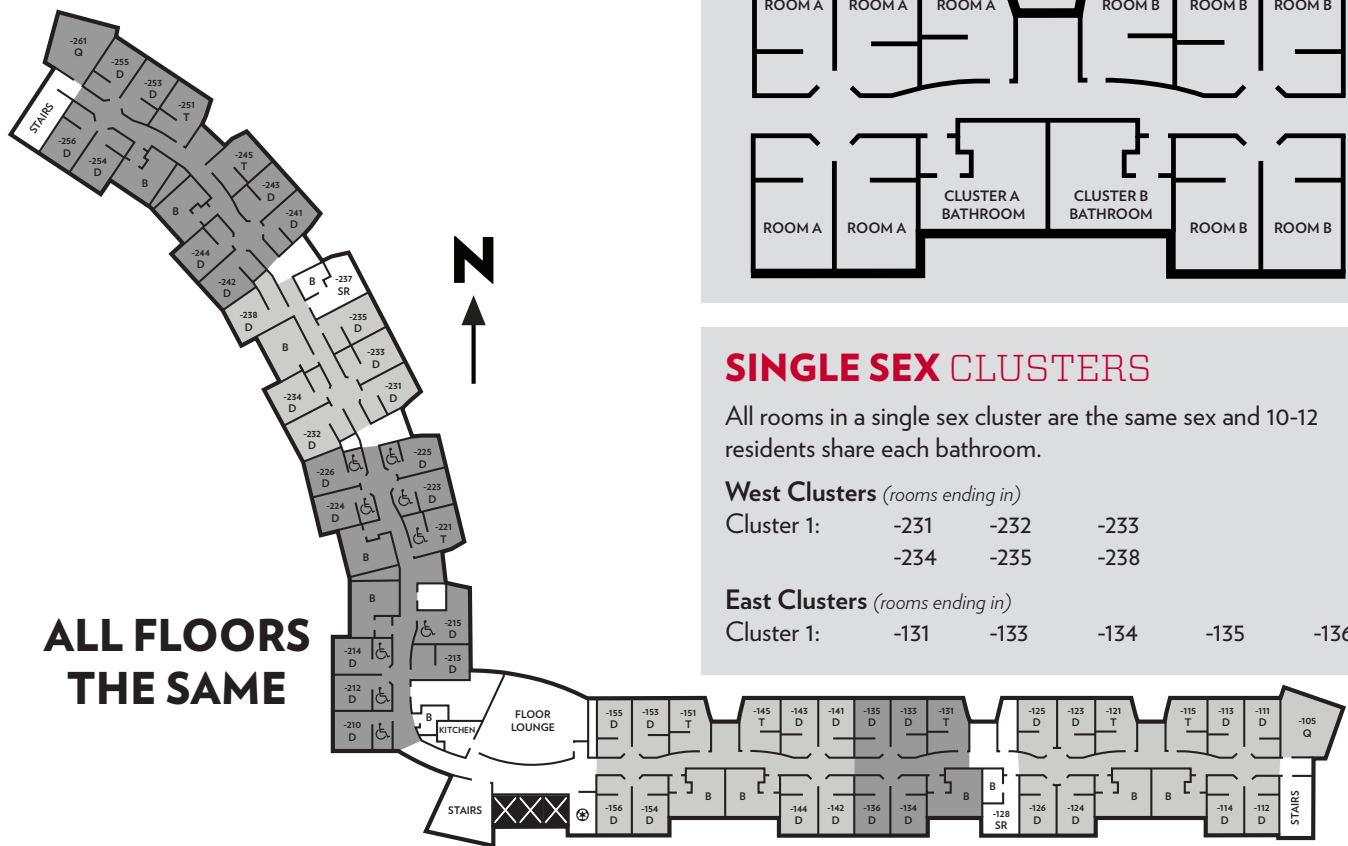 ROOM A ROOM A ROOM A ROOM B ROOM B ROOM B
CLUSTER A
BATHROOM
CLUSTER B
BATHROOM
ROOM A ROOM A ROOM B ROOM B
SINGLE SEX CLUSTERS
All rooms in a single sex cluster are the same sex and 10-12
residents share each bathroom.
West Clusters (rooms ending in)
Cluster 1: -231 -232 -233
-234 -235 -238
East Clusters (rooms ending in)
Cluster 1: -131 -133 -134 -135 -136
ALL FLOORS
THE SAME
N
-261
Q
-255
D
-253
D
-251
T
STAIRS
-256
D
-254
D
B
B
-245
T
-243
D
-241
D
-244
D
-242
D
B
-237
SR
-238
D
-235
D
B
-233
D
-231
D
-234
D
-232
D
-226
D
-225
D
-224
D
-223
D
-221
T
B
B
-215
D
-214
D
-213
D
-212
D
-210
D
B
KITCHEN
FLOOR
LOUNGE
STAIRS
-155
D
-153
D
-151
T
-145
T
-143
D
-141
D
-135
D
-133
D
-131
T
-125
D
-123
D
-121
T
-115
T
-113
D
-111
D
-105
Q
-156
D
-154
D
B
B
-144
D
-142
D
-136
D
-134
D
B
B
-128
SR
-126
D
-124
D
B
B
-114
D
-112
D
STAIRS